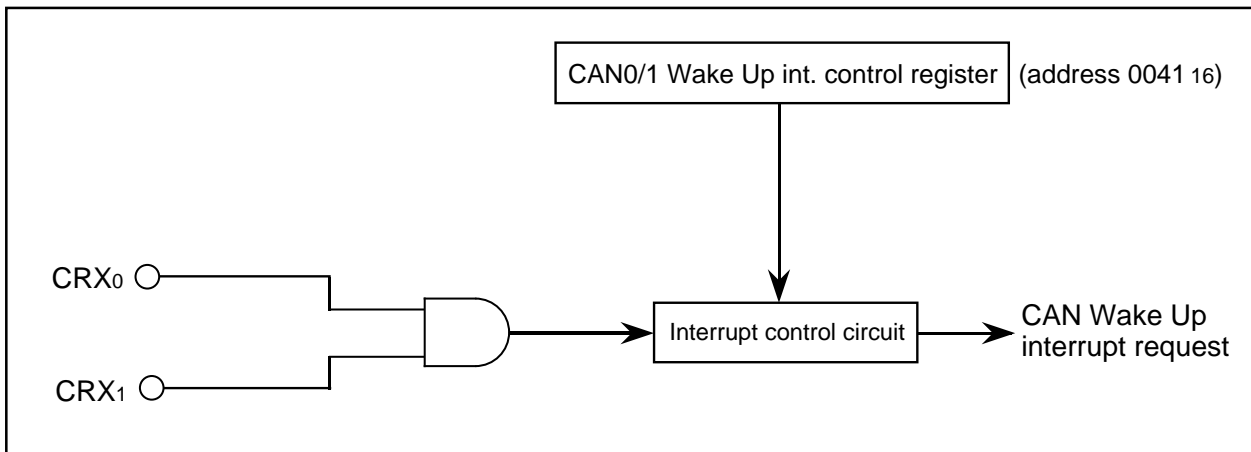 CAN0/1 Wake Up int. control register (address 0041 16)
CRX0
CRX1
Interrupt control circuit
CAN Wake Up
interrupt request